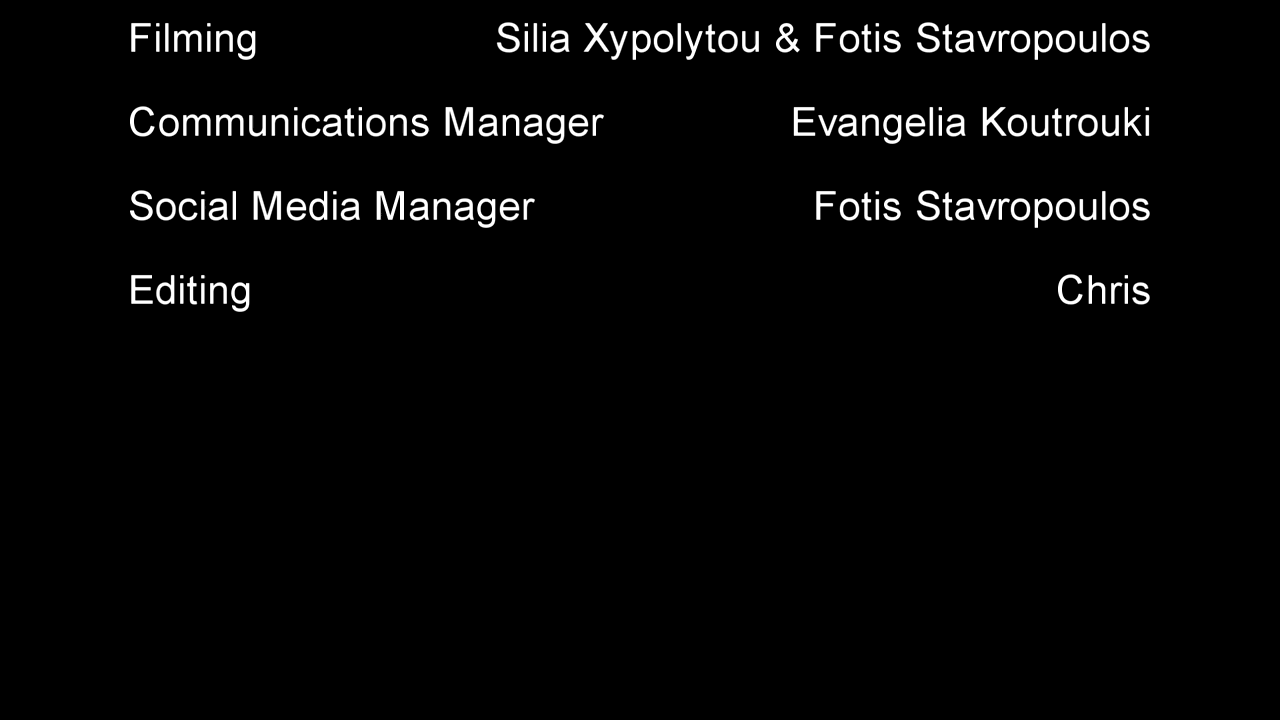 Filming Silia Xypolytou & Fotis Stavropoulos
Communications Manager Evangelia Koutrouki
Social Media Manager Fotis Stavropoulos
Editing Chris